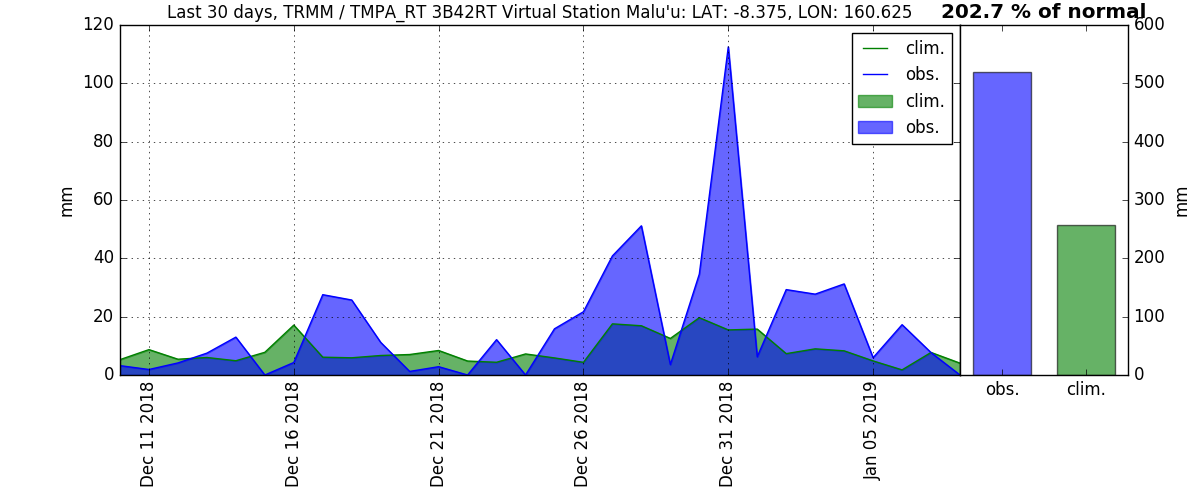 Last 30 days, TRMM / TMPA_RT 3B42RT Virtual Station Malu'u: LAT: -8.375, LON: 160.625
202.7 % of normal
120
100
80
60
40
20
0
mm
clim.
obs.
clim.
obs.
600
500
400
300
200
100
0
mm
obs.
clim.
Dec 11 2018
Dec 16 2018
Dec 21 2018
Dec 26 2018
Dec 31 2018
Jan 05 2019